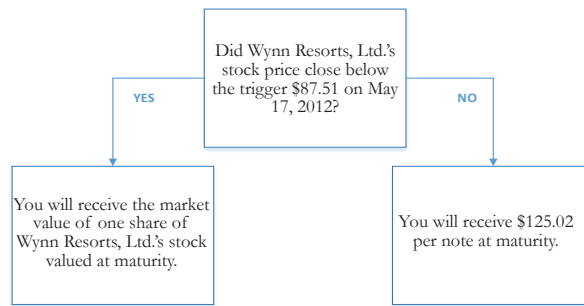 Did Wynn Resorts, Ltd.'s
stock price close below
the trigger $87.51 on May
17, 2012?
YES
NO
You will receive the market
value of one share of
Wynn Resorts, Ltd.'s stock
valued at maturity.
You will receive $125.02
per note at maturity.